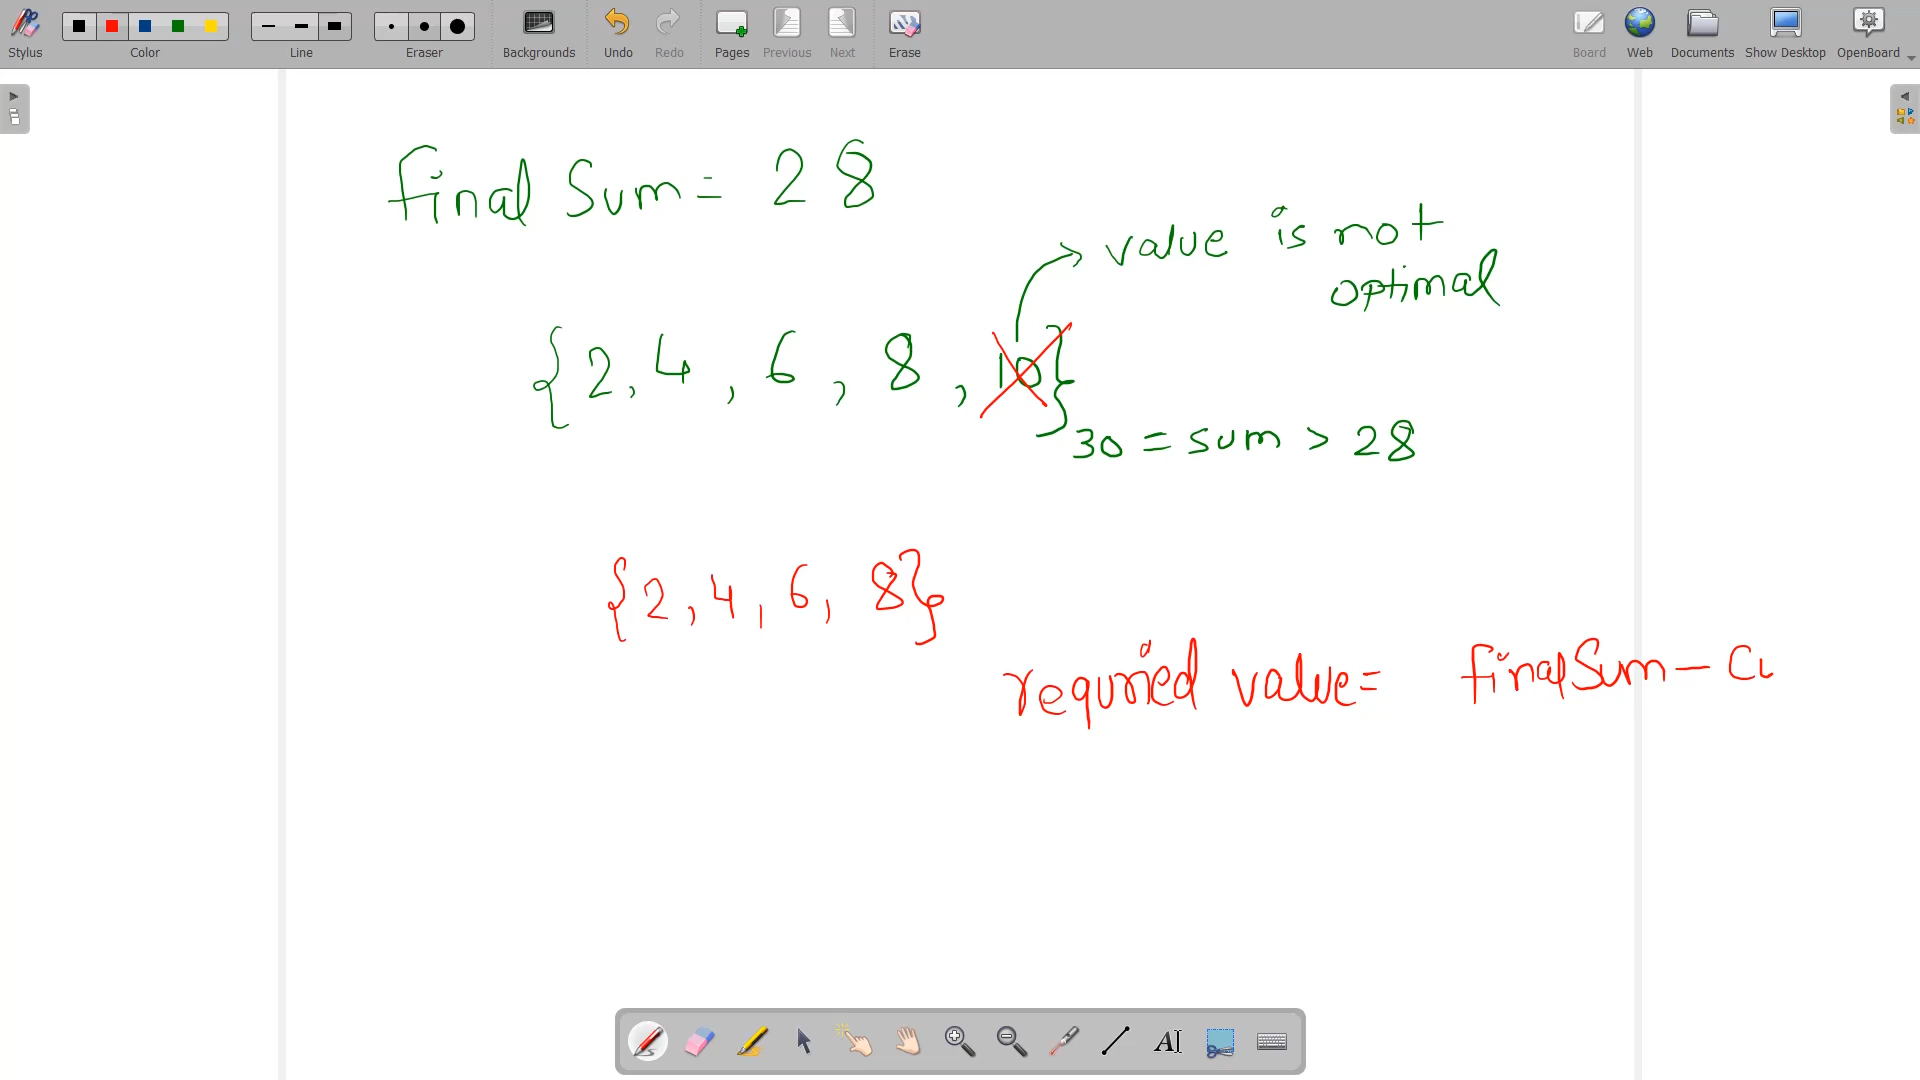 Stylus Color Line Eraser Backgrounds Undo Redo Pages Previous Next Erase Board Web Documents Show Desktop OpenBoard
final Sum = 28
value is not
optimal
{2, 4, 6, 8, 10}
30 = sum > 28
{2, 4, 6, 8}
requried value = finalSum - Cu